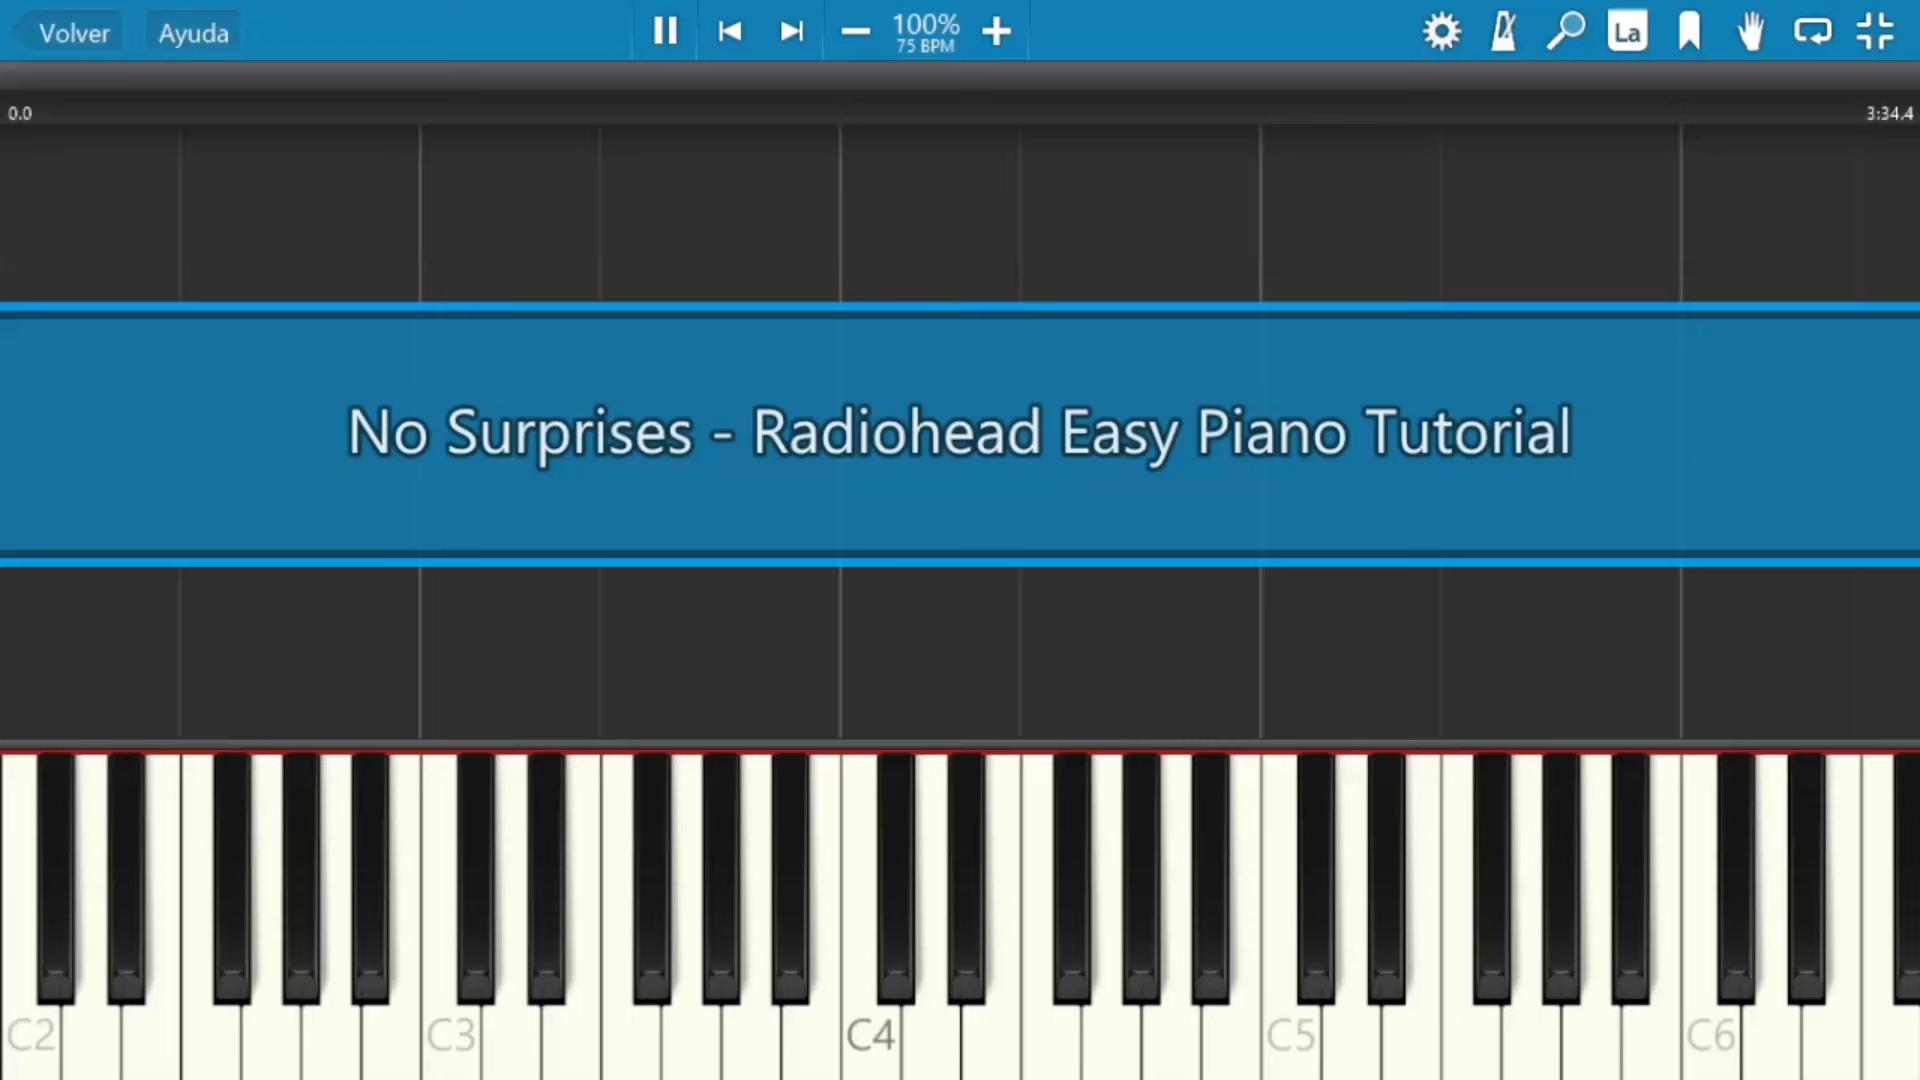 Volver Ayuda 100%
75 BPM La
0.0 3:34.4
No Surprises - Radiohead Easy Piano Tutorial
C2 C3 C4 C5 C6